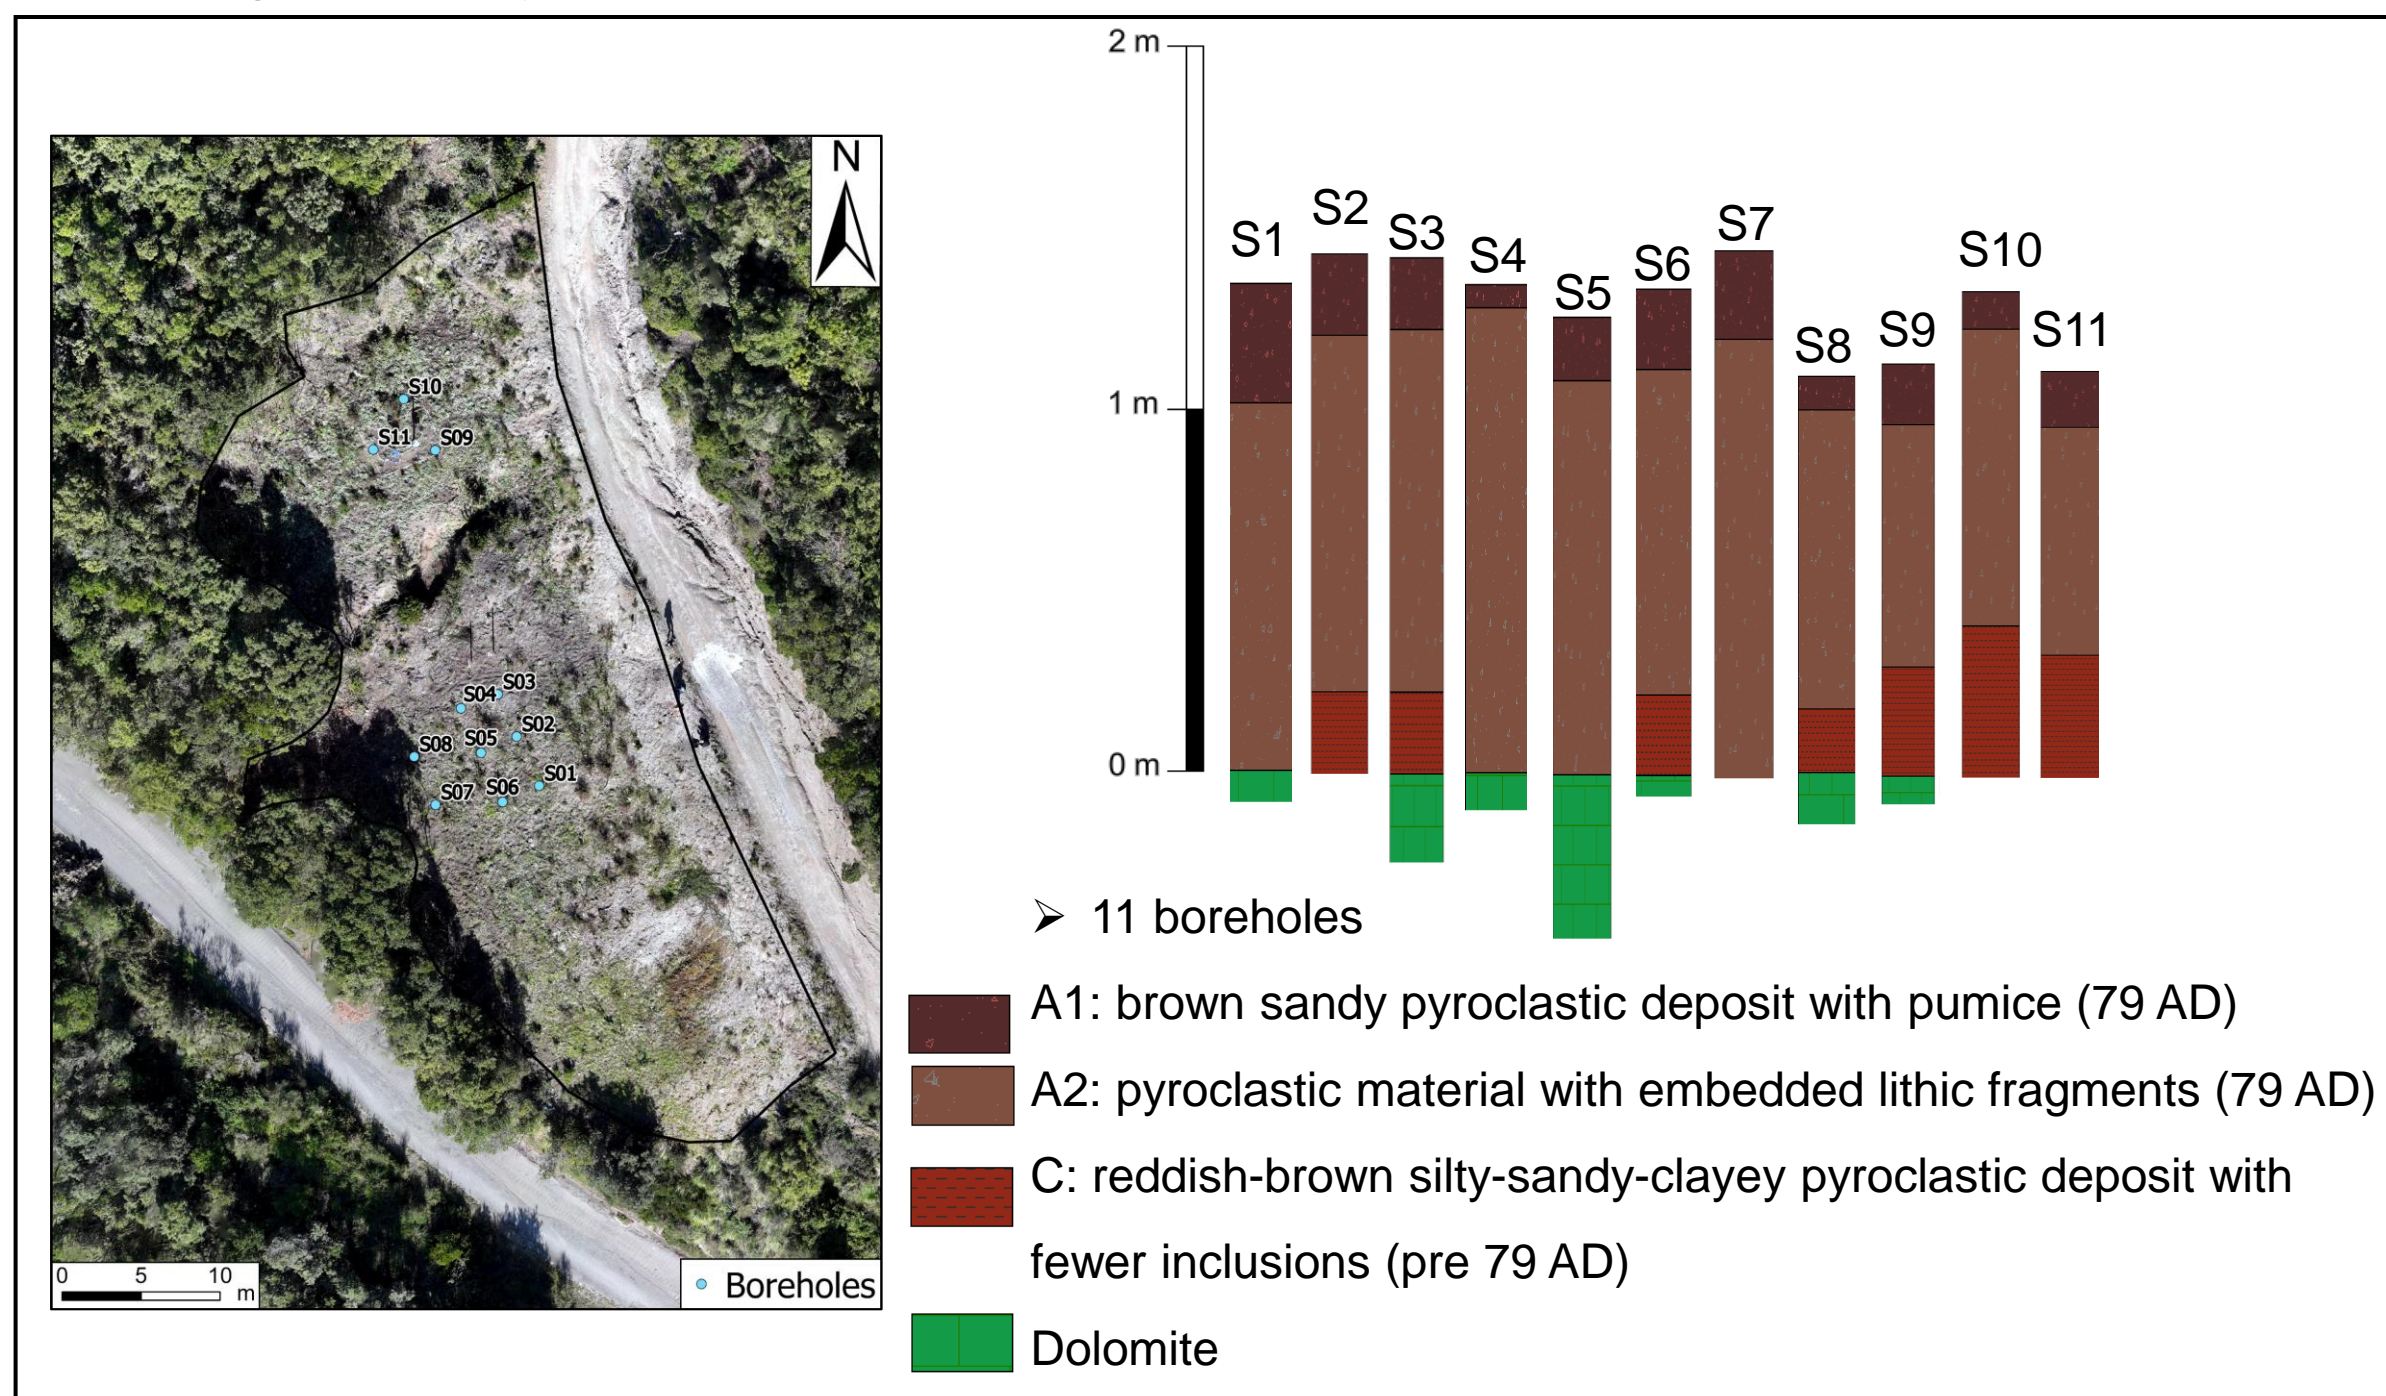 N
S10
S11
S09
S03
S04
S02
S05
S08
S01
S06
S07
0 5 10
m
Boreholes
2 m
1 m
0 m
S1
S2
S3
S4
S5
S6
S7
S8
S9
S10
S11
➢ 11 boreholes
A1: brown sandy pyroclastic deposit with pumice (79 AD)
A2: pyroclastic material with embedded lithic fragments (79 AD)
C: reddish-brown silty-sandy-clayey pyroclastic deposit with
fewer inclusions (pre 79 AD)
Dolomite